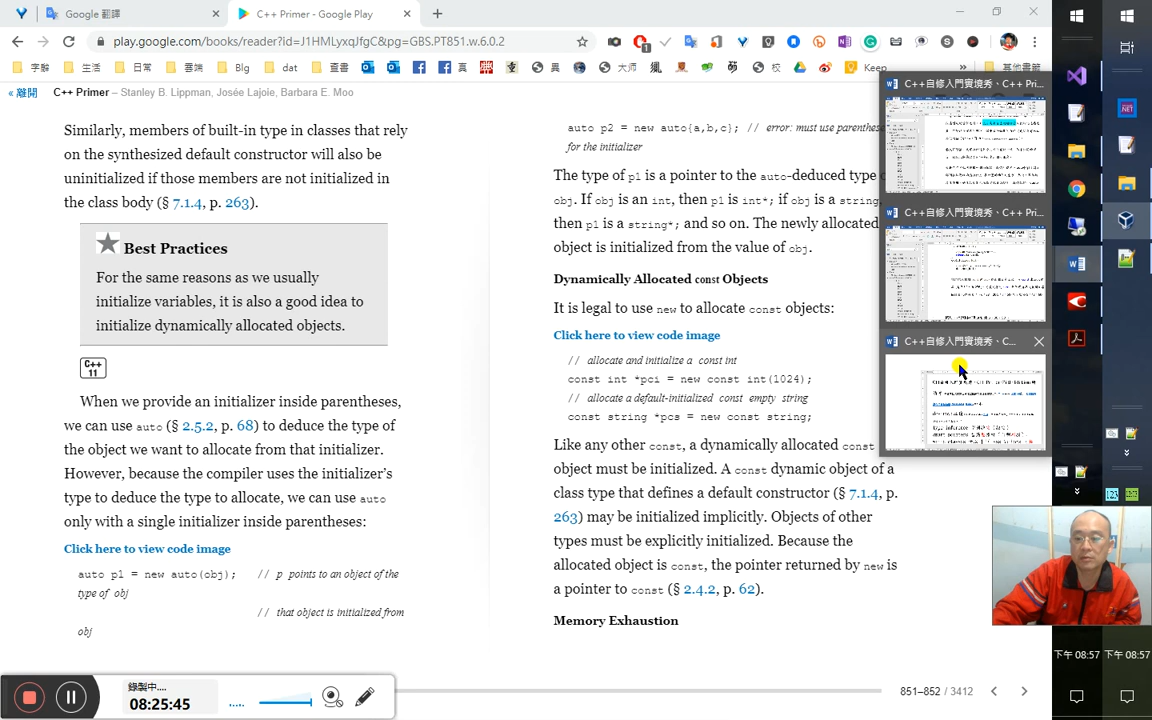 Google 翻譯
C++ Primer - Google Play
play.google.com/books/reader?id=J1HMLyxqJfgC&pg=GBS.PT851.w.6.0.2
字辭
生活
日常
雲端
Blg
dat
查書
真
異
大师
校
Keep
其他書籤
« 離開
C++ Primer – Stanley B. Lippman, Josée Lajoie, Barbara E. Moo
Similarly, members of built-in type in classes that rely
on the synthesized default constructor will also be
uninitialized if those members are not initialized in
the class body (§ 7.1.4, p. 263).
Best Practices
For the same reasons as we usually
initialize variables, it is also a good idea to
initialize dynamically allocated objects.
C++
11
When we provide an initializer inside parentheses,
we can use auto (§ 2.5.2, p. 68) to deduce the type of
the object we want to allocate from that initializer.
However, because the compiler uses the initializer's
type to deduce the type to allocate, we can use auto
only with a single initializer inside parentheses:
Click here to view code image
auto p1 = new auto(obj); // p points to an object of the
type of obj
// that object is initialized from
obj
auto p2 = new auto{a,b,c}; // error: must use parenthese
for the initializer
The type of p1 is a pointer to the auto-deduced type
obj. If obj is an int, then p1 is int*; if obj is a string
then p1 is a string*; and so on. The newly allocated
object is initialized from the value of obj.
Dynamically Allocated const Objects
It is legal to use new to allocate const objects:
Click here to view code image
// allocate and initialize a const int
const int *pci = new const int(1024);
// allocate a default-initialized const empty string
const string *pcs = new const string;
Like any other const, a dynamically allocated const
object must be initialized. A const dynamic object of a
class type that defines a default constructor (§ 7.1.4, p.
263) may be initialized implicitly. Objects of other
types must be explicitly initialized. Because the
allocated object is const, the pointer returned by new is
a pointer to const (§ 2.4.2, p. 62).
Memory Exhaustion
C++自修入門實境秀、C++ Pri...
C++自修入門實境秀、C++ Pri...
C++自修入門實境秀、C...
851–852 / 3412
錄製中....
08:25:45
下午 08:57
下午 08:57